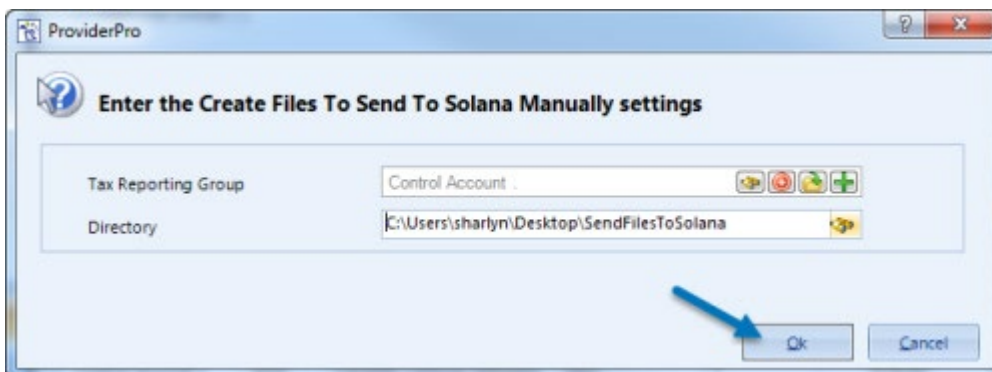 ProviderPro
Enter the Create Files To Send To Solana Manually settings
Tax Reporting Group
Control Account .
Directory
C:\Users\sharlyn\Desktop\SendFilesToSolana
Ok
Cancel